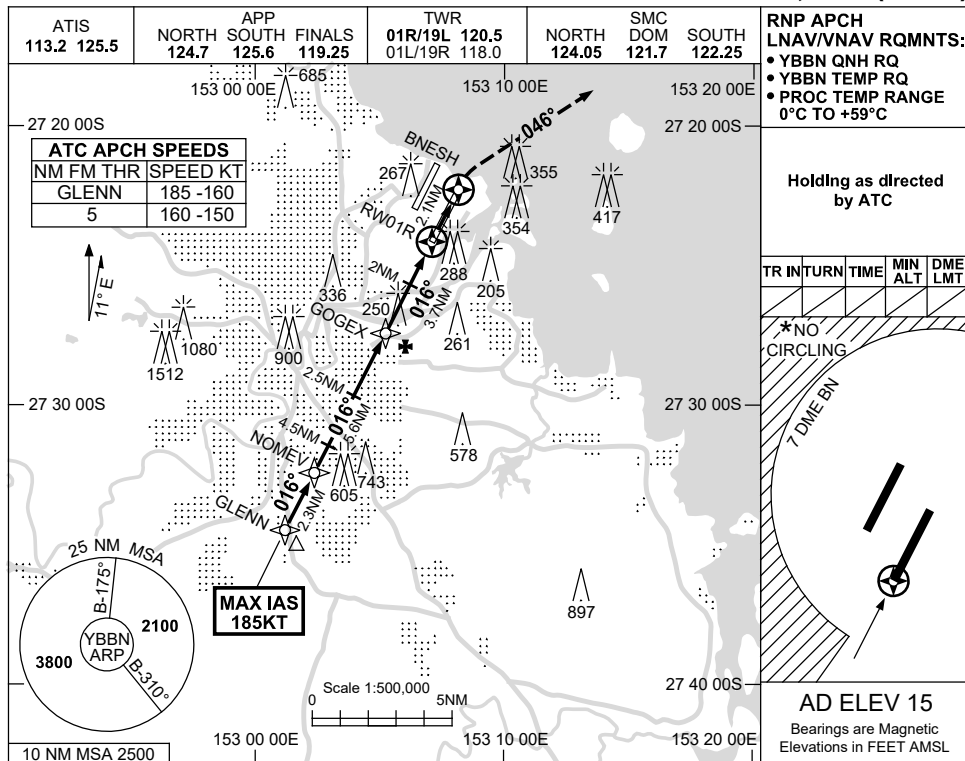 ATIS
113.2 125.5
APP
NORTH SOUTH FINALS
124.7 125.6 119.25
TWR
01R/19L 120.5
01L/19R 118.0
SMC
NORTH DOM SOUTH
124.05 121.7 122.25
RNP APCH
LNAV/VNAV RQMNTS:
• YBBN QNH RQ
• YBBN TEMP RQ
• PROC TEMP RANGE
0°C TO +59°C
Holding as directed
by ATC
TR IN TURN TIME MIN ALT DME LMT
*NO
CIRCLING
7 DME BN
AD ELEV 15
Bearings are Magnetic
Elevations in FEET AMSL
153 00 00E
153 10 00E
153 20 00E
27 20 00S
27 20 00S
685
ATC APCH SPEEDS
NM FM THR SPEED KT
GLENN 185 -160
5 160 -150
11° E
046°
BNESH
267
355
354
417
2.1NM
RW01R
288
205
336
2NM
016°
3.7NM
250
GOGEX
261
1080
1512
900
27 30 00S
27 30 00S
2.5NM
016°
5.6NM
4.5NM
NOMEV
578
743
605
016°
2.3NM
GLENN
MAX IAS
185KT
897
25 NM MSA
B-175°
YBBN
ARP
2100
3800
B-310°
10 NM MSA 2500
Scale 1:500,000
0 5NM
27 40 00S
153 00 00E
153 10 00E
153 20 00E